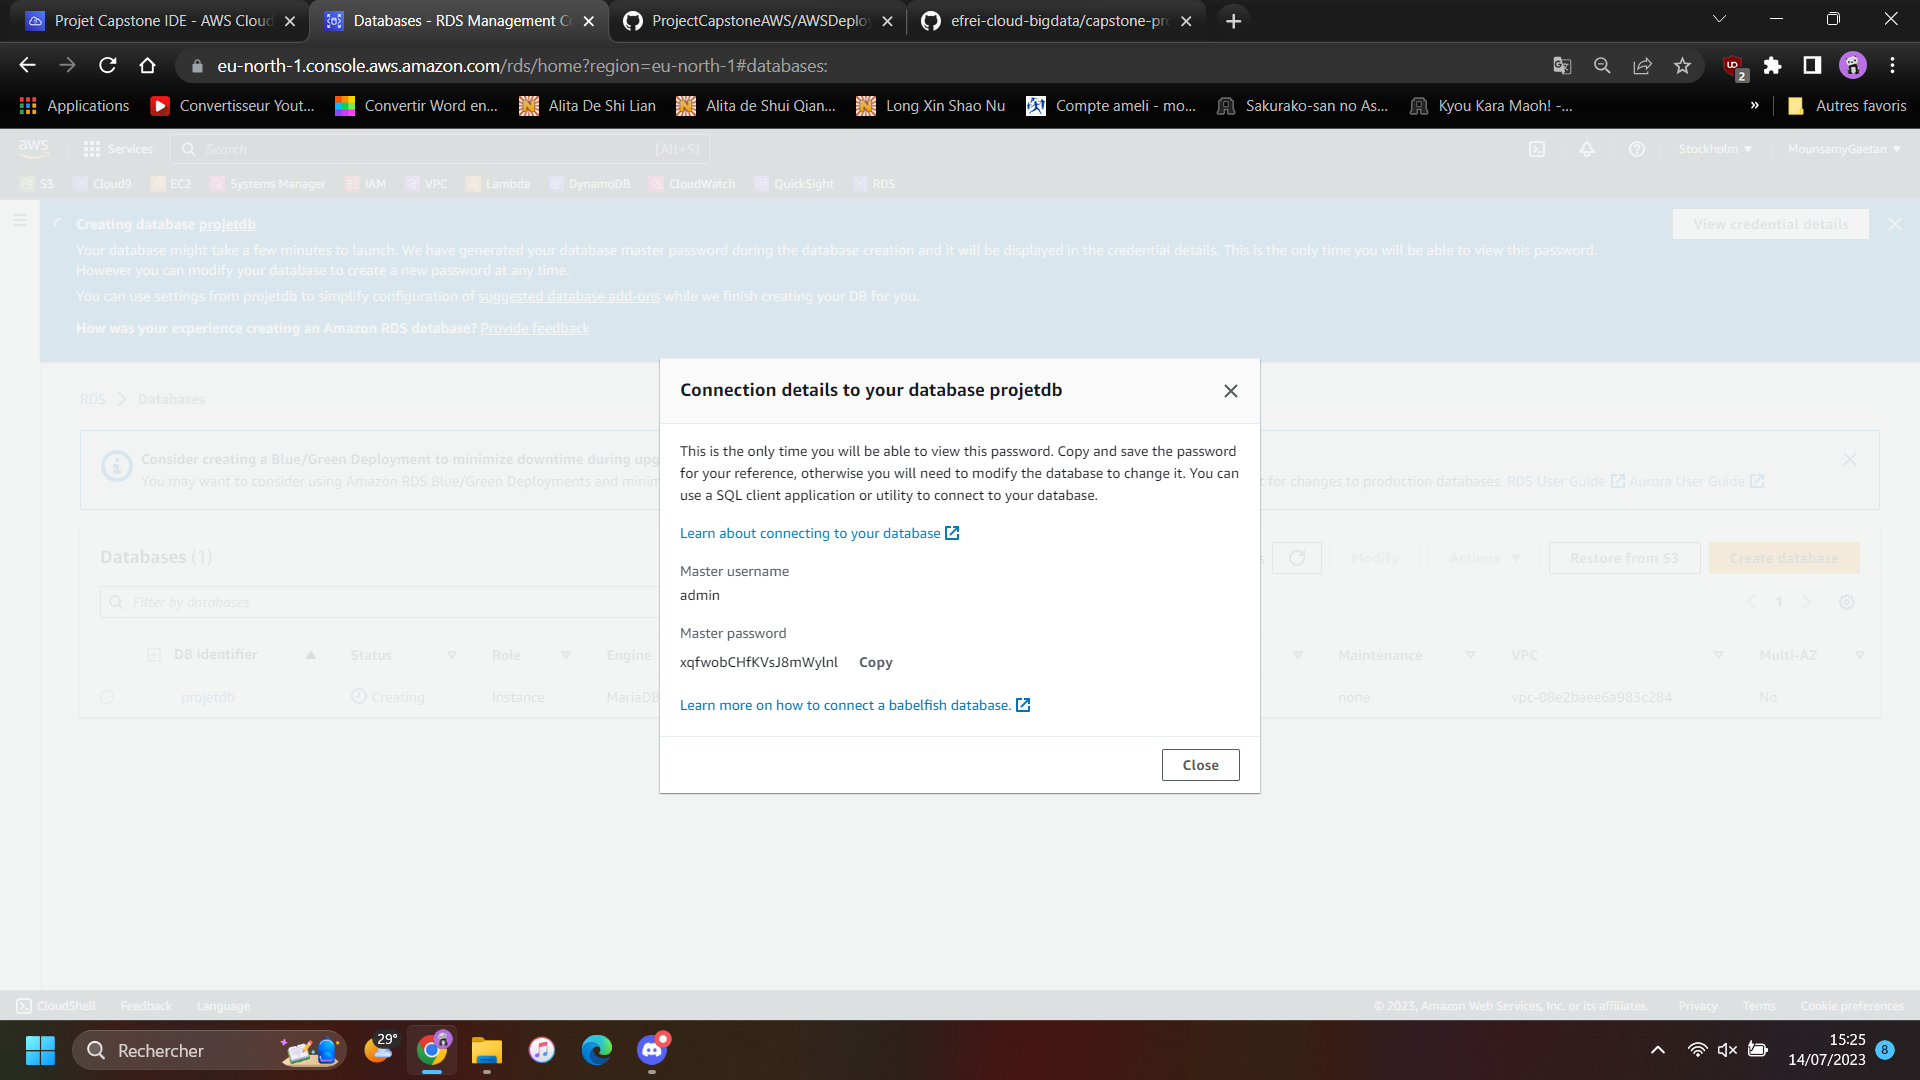 Projet Capstone IDE - AWS Cloud
Databases - RDS Management C
ProjectCapstoneAWS/AWSDeplo
efrei-cloud-bigdata/capstone-pr
eu-north-1.console.aws.amazon.com/rds/home?region=eu-north-1#databases:
2
Applications
Convertisseur Yout...
Convertir Word en...
Alita De Shi Lian
Alita de Shui Qian...
Long Xin Shao Nu
Compte ameli - mo...
Sakurako-san no As...
Kyou Kara Maoh! -...
»
Autres favoris
aws
Services
Search
[Alt+S]
Stockholm
MounsamyGaetan
S3
Cloud9
EC2
Systems Manager
IAM
VPC
Lambda
DynamoDB
CloudWatch
QuickSight
RDS
Creating database projetdb
View credential details
Your database might take a few minutes to launch. We have generated your database master password during the database creation and it will be displayed in the credential details. This is the only time you will be able to view this password.
However you can modify your database to create a new password at any time.
You can use settings from projetdb to simplify configuration of suggested database add-ons while we finish creating your DB for you.
How was your experience creating an Amazon RDS database? Provide feedback
RDS
Databases
Consider creating a Blue/Green Deployment to minimize downtime during upg
You may want to consider using Amazon RDS Blue/Green Deployments and minim
t for changes to production databases. RDS User Guide Aurora User Guide
Databases (1)
Modify
Actions
Restore from S3
Create database
Filter by databases
1
DB identifier
Status
Role
Engine
Maintenance
VPC
Multi-AZ
projetdb
Creating
Instance
MariaDB
none
vpc-08e2baee6a983c284
No
Connection details to your database projetdb
This is the only time you will be able to view this password. Copy and save the password
for your reference, otherwise you will need to modify the database to change it. You can
use a SQL client application or utility to connect to your database.
Learn about connecting to your database
Master username
admin
Master password
xqfwobCHfKVsJ8mWylnl
Copy
Learn more on how to connect a babelfish database.
Close
CloudShell
Feedback
Language
© 2023, Amazon Web Services, Inc. or its affiliates.
Privacy
Terms
Cookie preferences
Rechercher
29°
15:25
14/07/2023
8